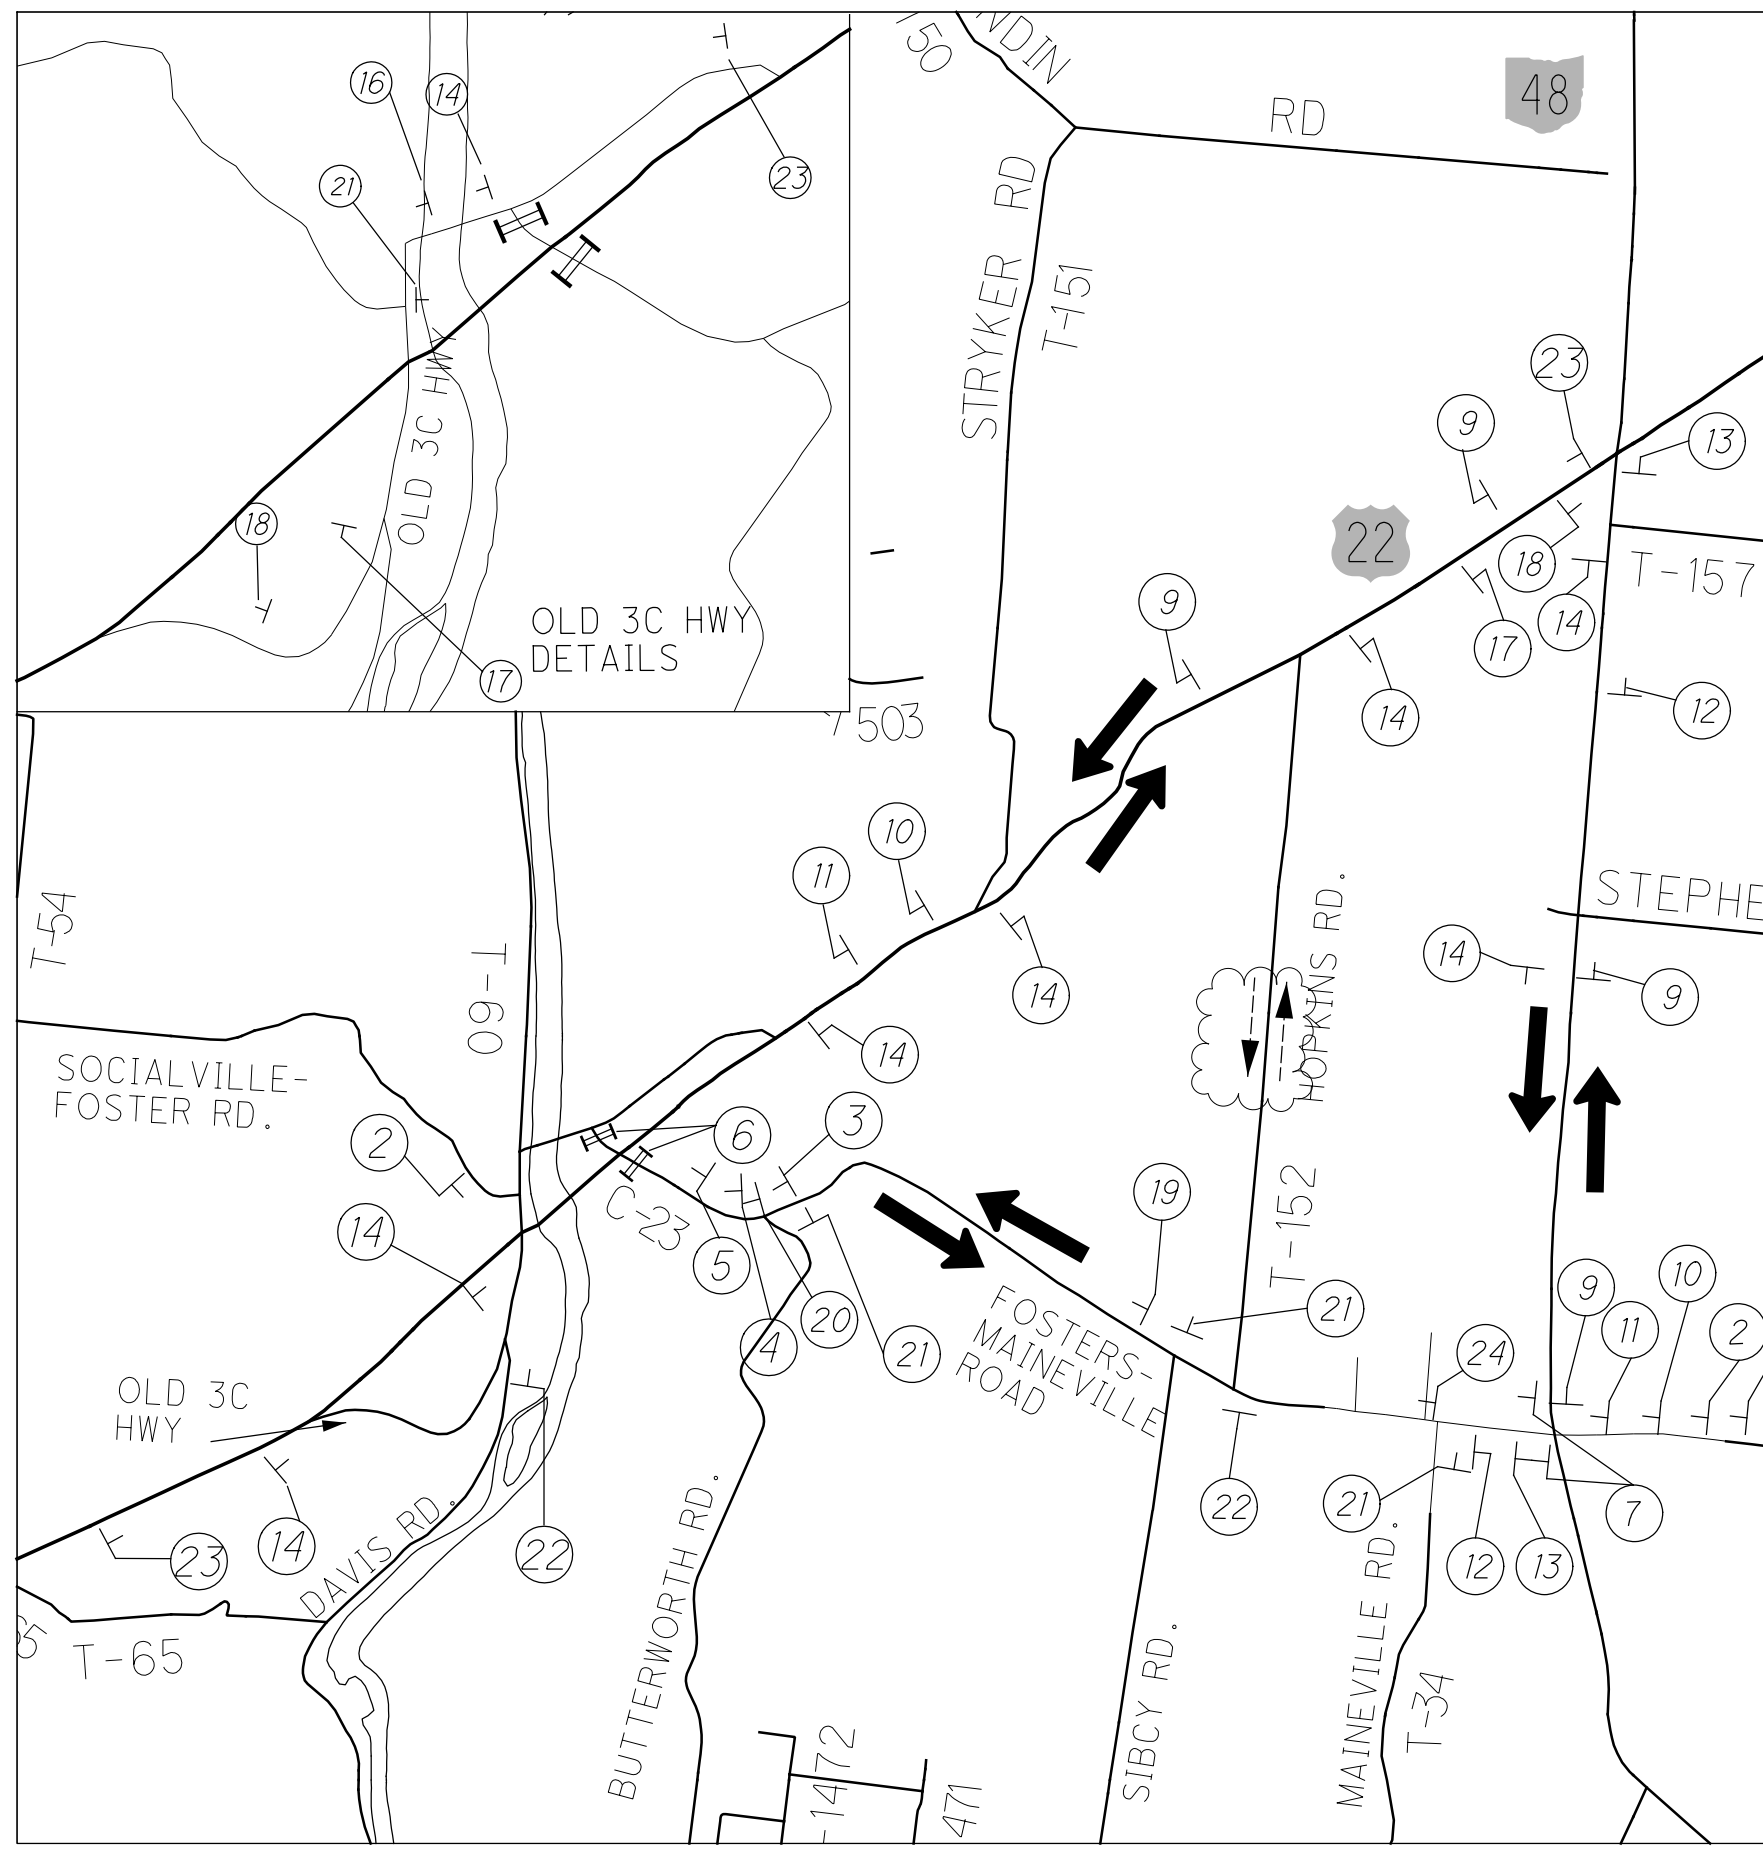 16
14
21
23
18
17
OLD 3C HWY
OLD 3C HWY
DETAILS
NDIN
RD
48
STRYKER RD
T-151
23
9
13
22
9
18
14
T-157
17
14
12
503
10
11
14
STEPHE
14
9
T-54
T-60
14
HOPKINS RD.
SOCIALVILLE-
FOSTER RD.
2
6
3
14
C-23
5
19
T-152
4
20
21
FOSTERS-
MAINEVILLE
ROAD
21
9
10
11
2
24
OLD 3C
HWY
22
21
7
22
12
13
14
23
DAVIS RD.
T-65
BUTTERWORTH RD.
SIBCY RD.
MAINEVILLE RD.
T-34
-1472
471